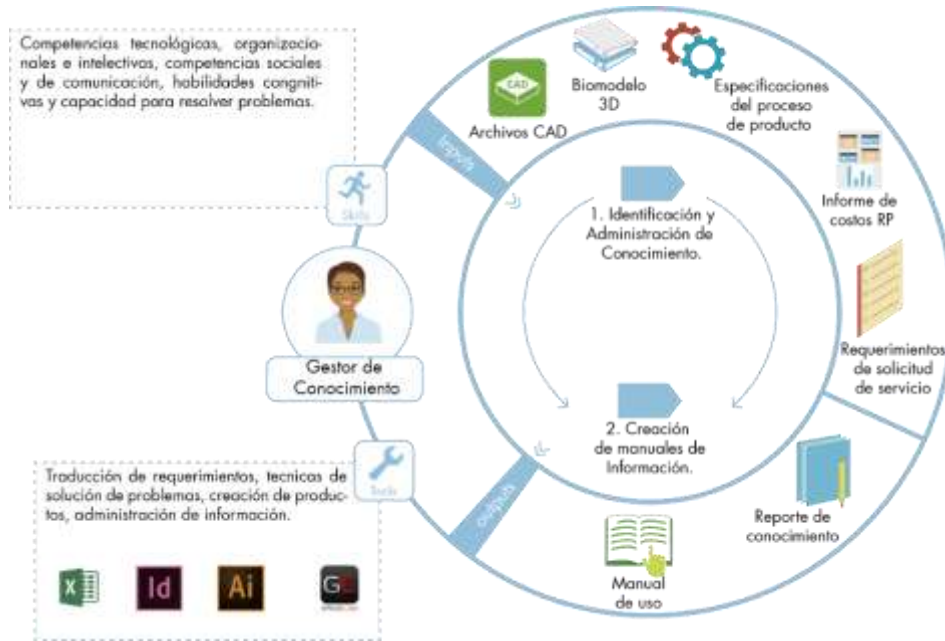 Competencias tecnológicas, organizacio-
nales e intelectivas, competencias sociales
y de comunicación, habilidades congniti-
vas y capacidad para resolver problemas.
Skills
Inputs
CAD
Archivos CAD
Biomodelo
3D
Especificaciones
del proceso
de producto
Informe de
costos RP
Requerimientos
de solicitud
de servicio
1. Identificación y
Administración de
Conocimiento.
Gestor de
Conocimiento
2. Creación
de manuales de
Información.
Tools
outputs
Reporte de
conocimiento
Manual
de uso
Traducción de requerimientos, tecnicas de
solución de problemas, creación de produc-
tos, administración de información.
X
Id
Ai